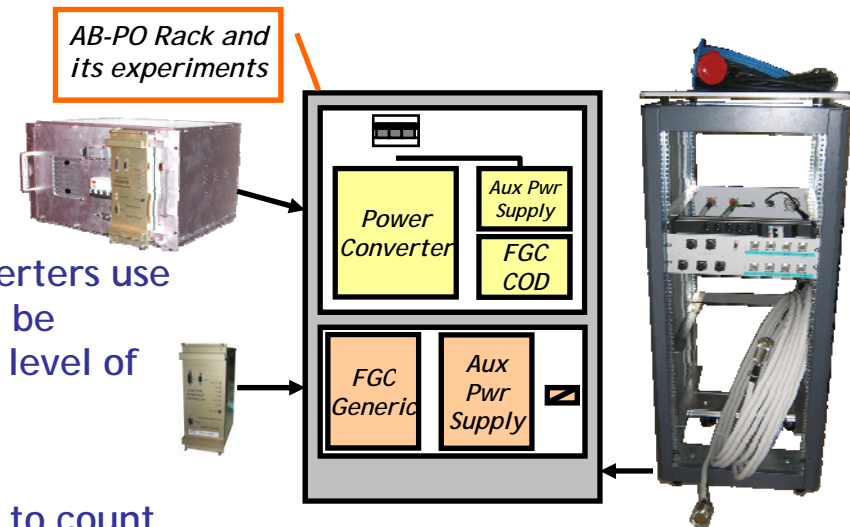 AB-PO Rack and
its experiments
Power
Converter
Aux Pwr
Supply
FGC
COD
erters use
be
level of
FGC
Generic
Aux
Pwr
Supply
to count